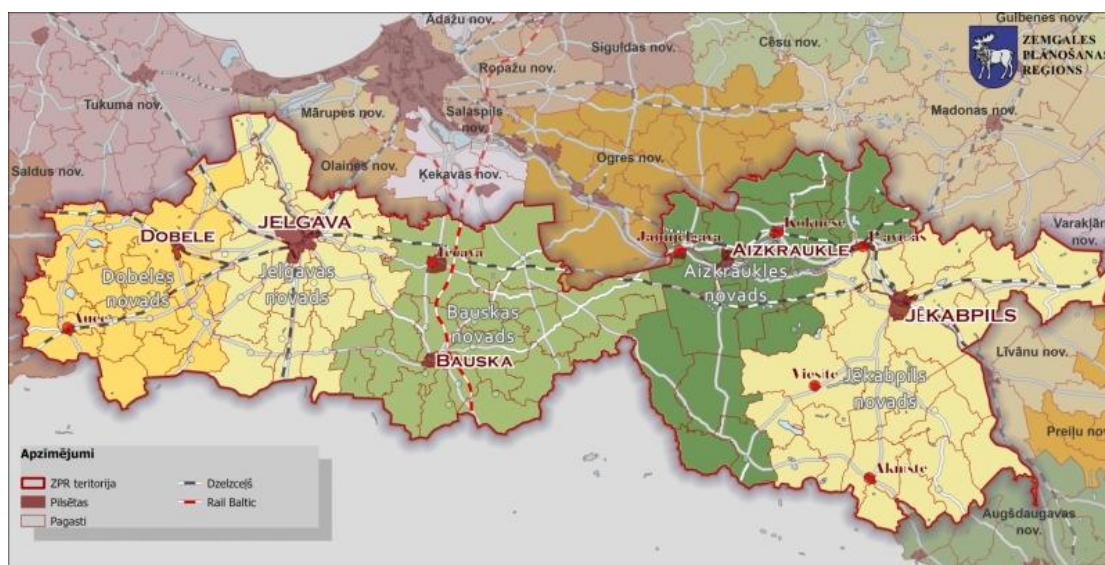 Ādažu nov.
Gulbenes nov.
Siguldas nov.
Cēsu nov.
ZEMGALES
PLĀNOŠANAS
REGIONS
Ropažu nov.
Tukuma nov.
Mārupes nov.
Salaspils
nov.
Madonas nov.
Saldus nov.
Olaines nov.
Ķekavas nov.
Ogres nov.
Varakļānu
nov.
DOBELE
JELGAVA
Iecava
Jaunjelgava
Koknese
AIZKRAUKLE
Pļaviņas
Dobeles
novads
Jelgavas
novads
Aizkraukles
novads
Auce
Bauskas
novads
JĒKABPILS
BAUSKA
Līvānu nov.
Viesīte
Jēkabpils
novads
Preiļu nov.
Aknīste
Augšdaugavas
nov.
Apzīmējumi
ZPR teritorija
Dzelzceļš
Pilsētas
Rail Baltic
Pagasti